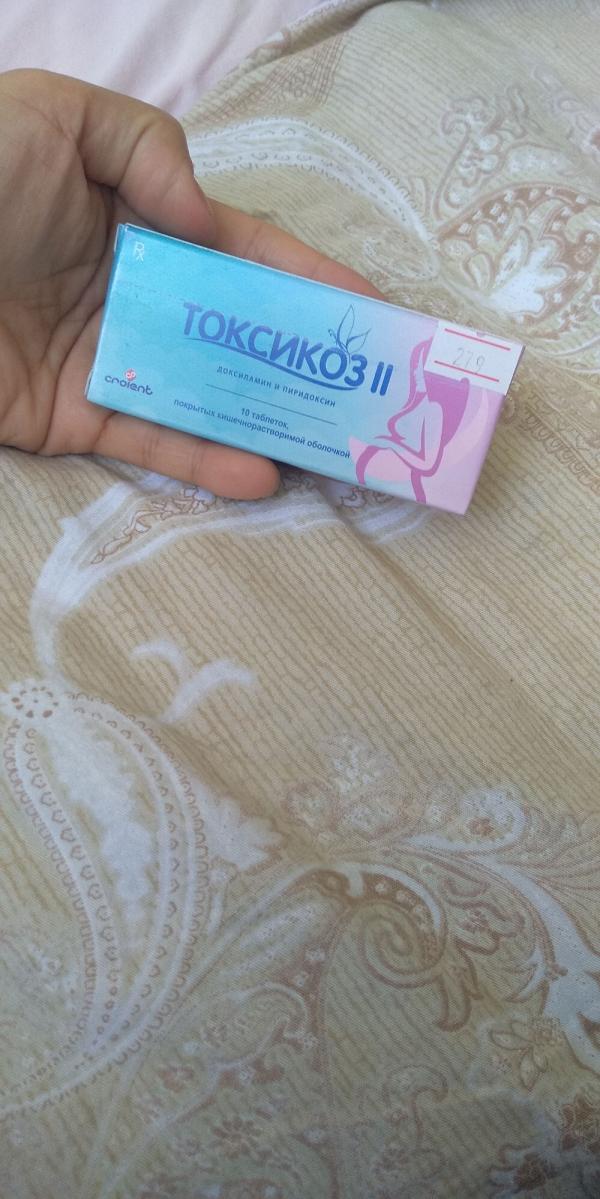 Rx
ТОКСИКОЗ II
ДОКСИЛАМИН И ПИРИДОКСИН
10 таблеток,
покрытых кишечнорастворимой оболочкой
croient
279